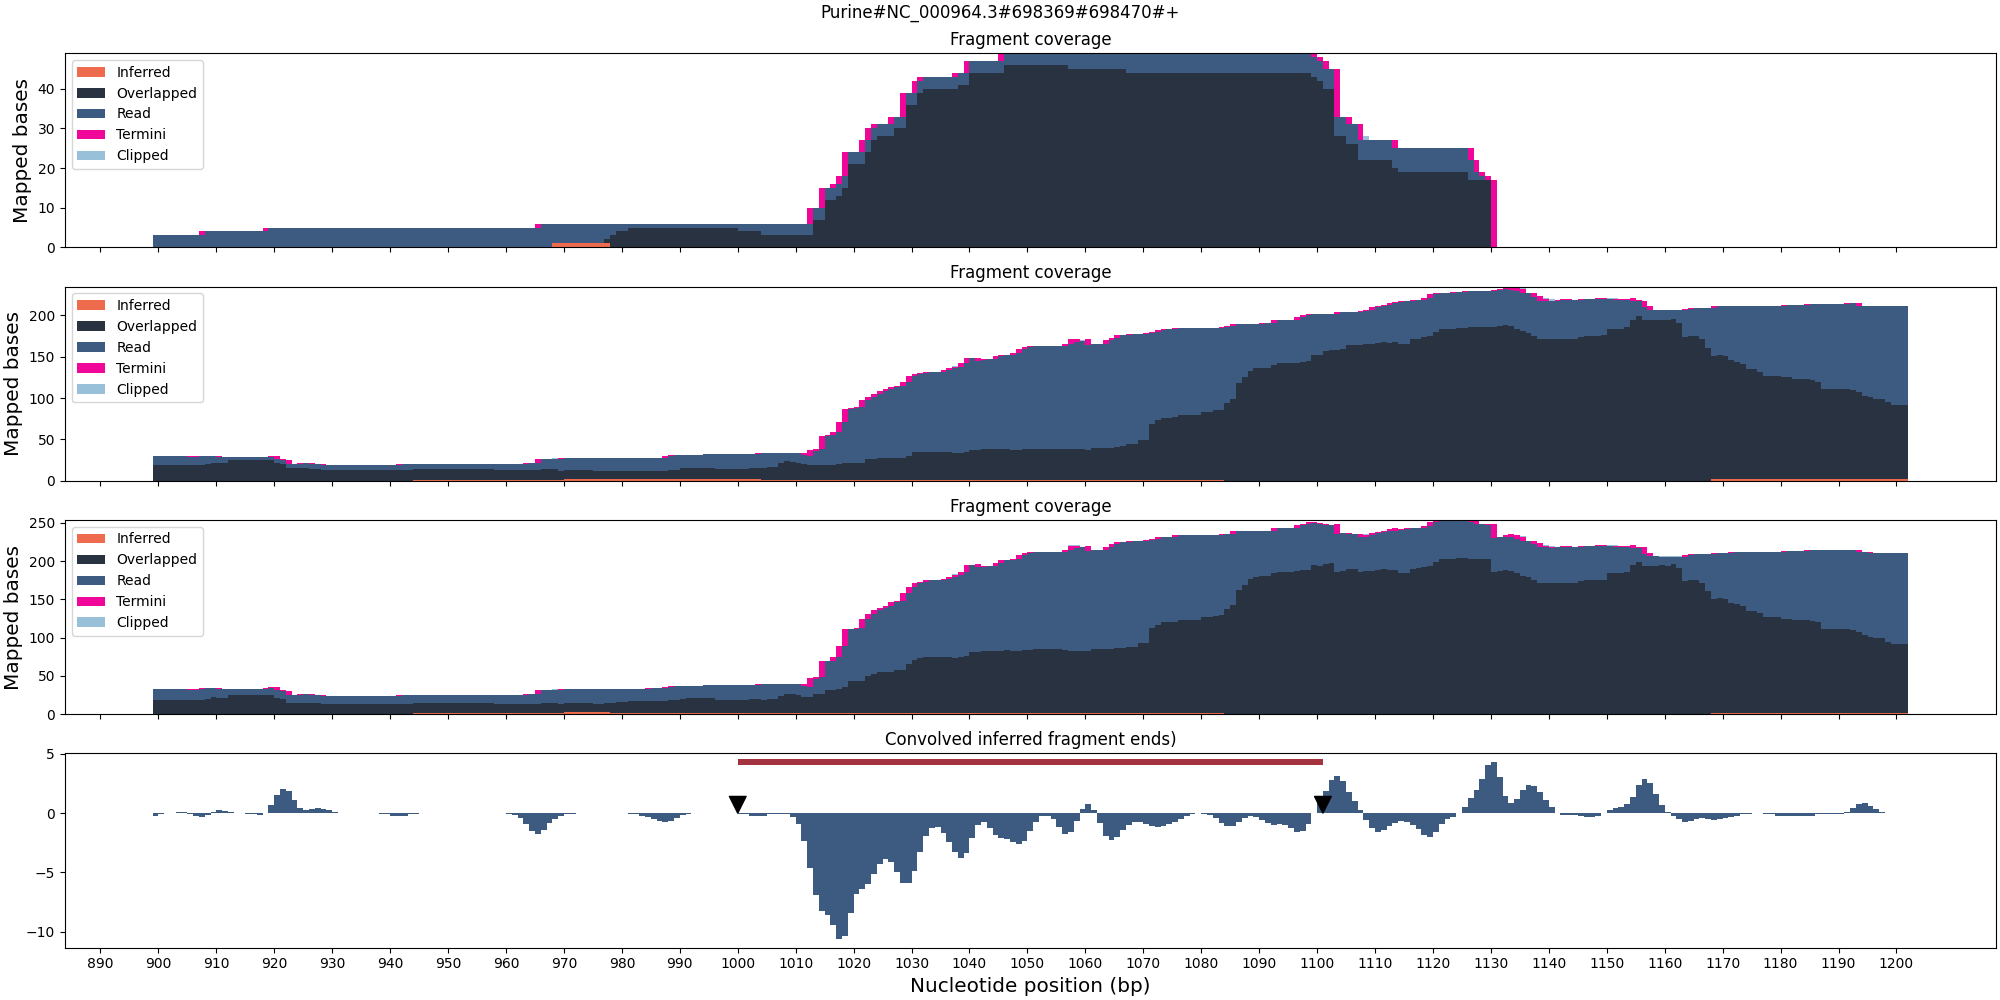 Purine#NC_000964.3#698369#698470#+
Fragment coverage
Mapped bases
40
30
20
10
0
Inferred
Overlapped
Read
Termini
Clipped
Fragment coverage
Mapped bases
200
150
100
50
0
Inferred
Overlapped
Read
Termini
Clipped
Fragment coverage
Mapped bases
250
200
150
100
50
0
Inferred
Overlapped
Read
Termini
Clipped
Convolved inferred fragment ends)
5
0
−5
−10
890 900 910 920 930 940 950 960 970 980 990 1000 1010 1020 1030 1040 1050 1060 1070 1080 1090 1100 1110 1120 1130 1140 1150 1160 1170 1180 1190 1200
Nucleotide position (bp)